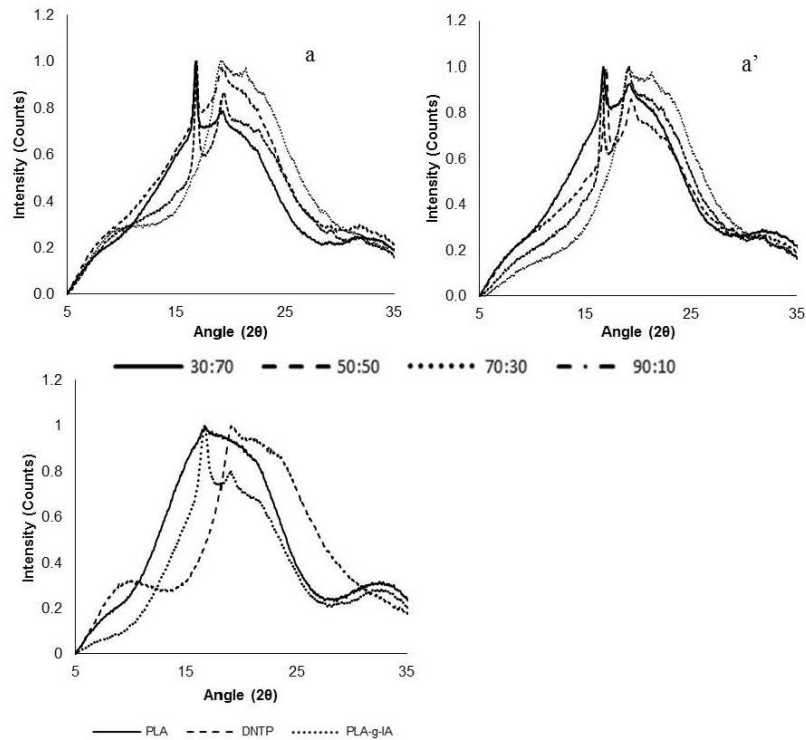 a
1.2
1.0
0.8
0.6
0.4
0.2
0.0
Intensity (Counts)
5 15 25 35
Angle (2θ)
a’
1.2
1.0
0.8
0.6
0.4
0.2
0.0
Intensity (Counts)
5 15 25 35
Angle (2θ)
30:70 50:50 70:30 90:10
1.2
1
0.8
0.6
0.4
0.2
0
Intensity (Counts)
5 15 25 35
Angle (2θ)
PLA DNTP PLA-g-IA